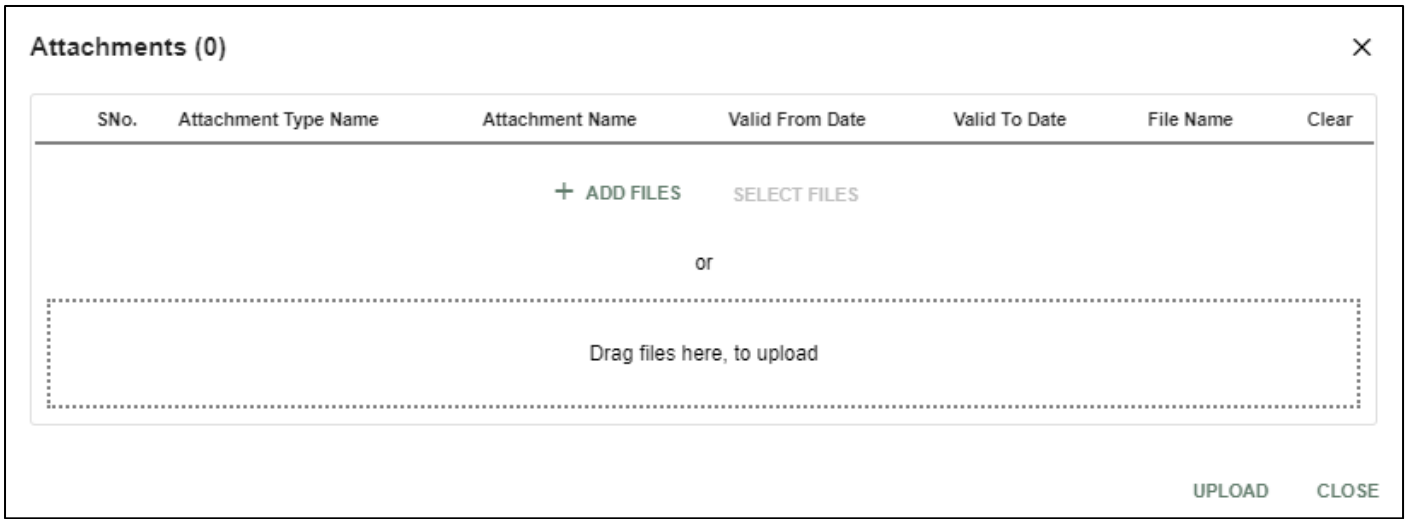 Attachments (0)
SNo. Attachment Type Name Attachment Name Valid From Date Valid To Date File Name Clear
+ ADD FILES SELECT FILES
or
Drag files here, to upload
UPLOAD CLOSE